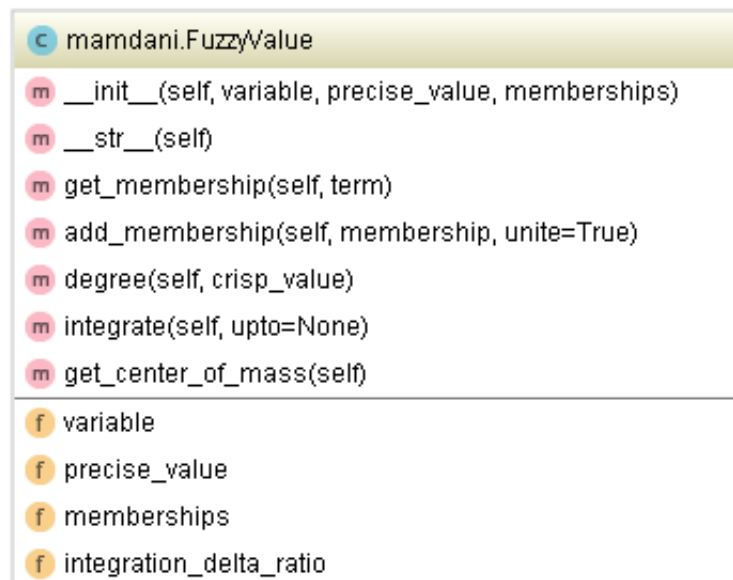 C mamdani.FuzzyValue
m __init__(self, variable, precise_value, memberships)
m __str__(self)
m get_membership(self, term)
m add_membership(self, membership, unite=True)
m degree(self, crisp_value)
m integrate(self, upto=None)
m get_center_of_mass(self)
f variable
f precise_value
f memberships
f integration_delta_ratio